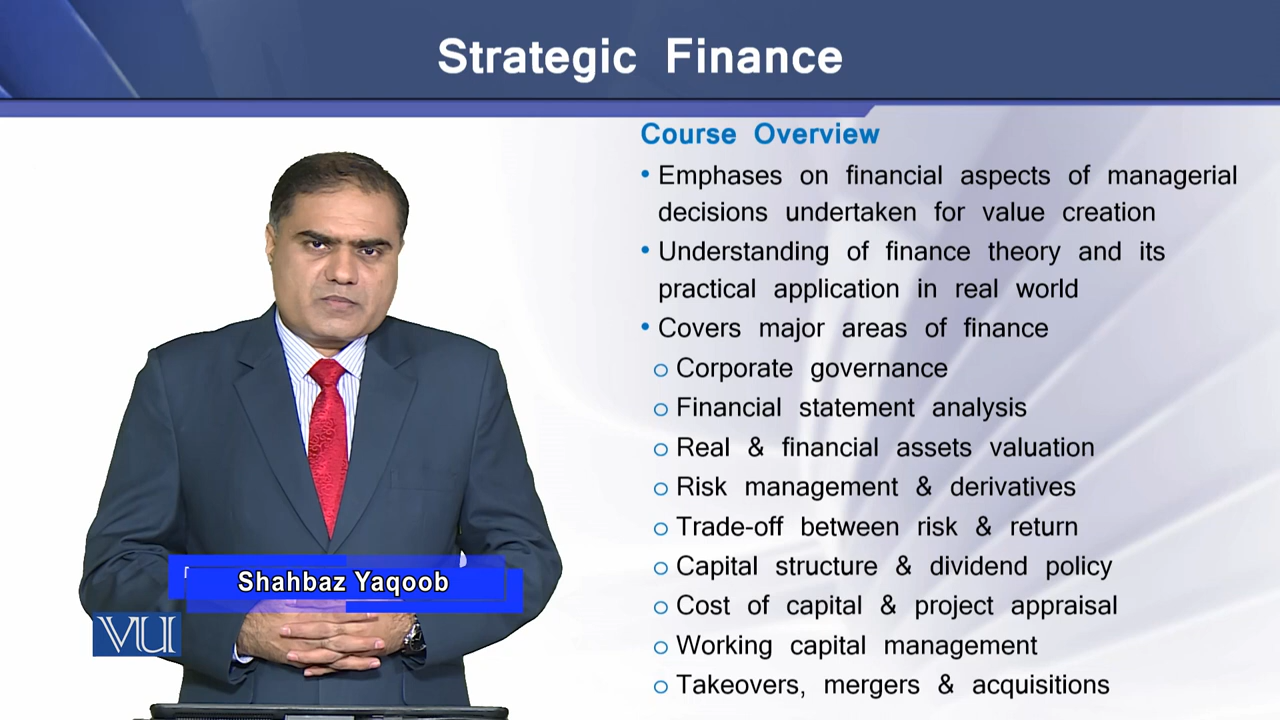 Strategic Finance
Course Overview
• Emphases on financial aspects of managerial
decisions undertaken for value creation
• Understanding of finance theory and its
practical application in real world
• Covers major areas of finance
o Corporate governance
o Financial statement analysis
o Real & financial assets valuation
o Risk management & derivatives
o Trade-off between risk & return
o Capital structure & dividend policy
o Cost of capital & project appraisal
o Working capital management
o Takeovers, mergers & acquisitions
Shahbaz Yaqoob
VU